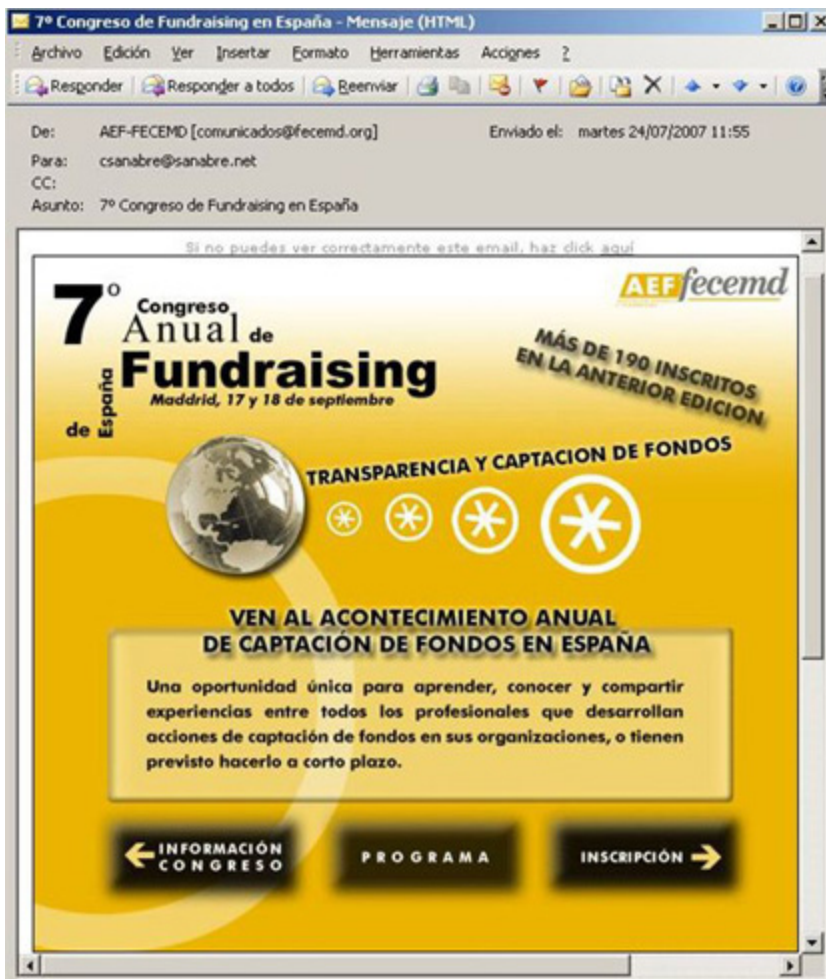 7º Congreso de Fundraising en España - Mensaje (HTML)
Archivo Edición Ver Insertar Formato Herramientas Acciones ?
Responder Responder a todos Reenviar
De: AEF-FECEMD [comunicados@fecemd.org] Enviado el: martes 24/07/2007 11:55
Para: csanabre@sanabre.net
CC:
Asunto: 7º Congreso de Fundraising en España
Si no puedes ver correctamente este email, haz click aquí
AEF fecemd
7º Congreso
Anual de
Fundraising
de España
Maddrid, 17 y 18 de septiembre
MÁS DE 190 INSCRITOS
EN LA ANTERIOR EDICION
TRANSPARENCIA Y CAPTACION DE FONDOS
VEN AL ACONTECIMIENTO ANUAL
DE CAPTACIÓN DE FONDOS EN ESPAÑA
Una oportunidad única para aprender, conocer y compartir
experiencias entre todos los profesionales que desarrollan
acciones de captación de fondos en sus organizaciones, o tienen
previsto hacerlo a corto plazo.
INFORMACIÓN
CONGRESO
PROGRAMA
INSCRIPCIÓN